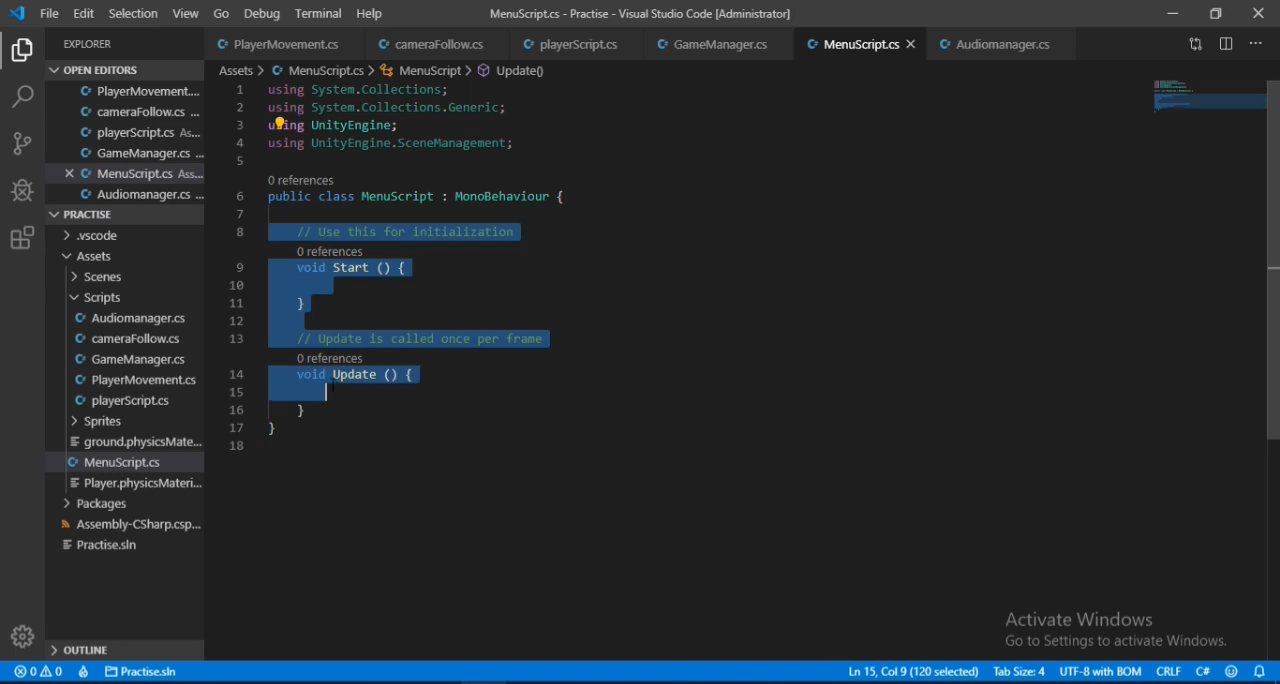 File Edit Selection View Go Debug Terminal Help MenuScript.cs - Practise - Visual Studio Code [Administrator]
EXPLORER
PlayerMovement.cs cameraFollow.cs playerScript.cs GameManager.cs MenuScript.cs Audiomanager.cs
OPEN EDITORS
PlayerMovement....
cameraFollow.cs ...
playerScript.cs As...
GameManager.cs ...
MenuScript.cs Ass...
Audiomanager.cs ...
PRACTISE
.vscode
Assets
Scenes
Scripts
Audiomanager.cs
cameraFollow.cs
GameManager.cs
PlayerMovement.cs
playerScript.cs
Sprites
ground.physicsMate...
MenuScript.cs
Player.physicsMateri...
Packages
Assembly-CSharp.csp...
Practise.sln
OUTLINE
Assets > MenuScript.cs > MenuScript > Update()
1 using System.Collections;
2 using System.Collections.Generic;
3 using UnityEngine;
4 using UnityEngine.SceneManagement;
5
0 references
6 public class MenuScript : MonoBehaviour {
7
8 // Use this for initialization
0 references
9 void Start () {
10
11 }
12
13 // Update is called once per frame
0 references
14 void Update () {
15
16 }
17 }
18
Activate Windows
Go to Settings to activate Windows.
0 0 Practise.sln Ln 15, Col 9 (120 selected) Tab Size: 4 UTF-8 with BOM CRLF C#